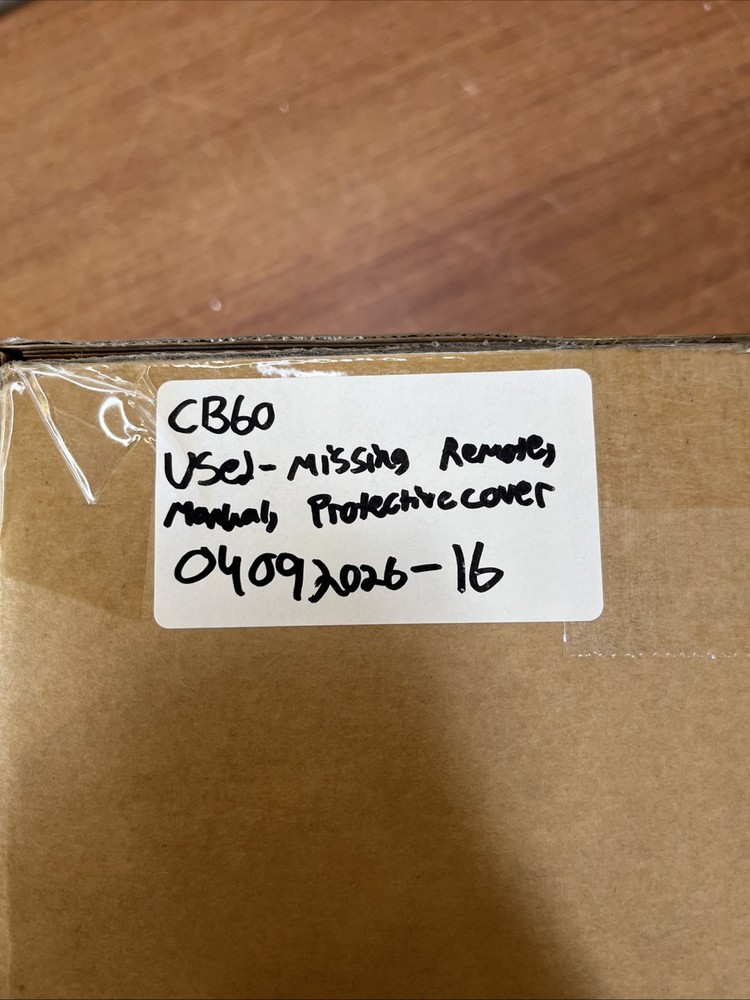 CB60
Used- Missing Remote,
Manual, Protective cover
04092026-16